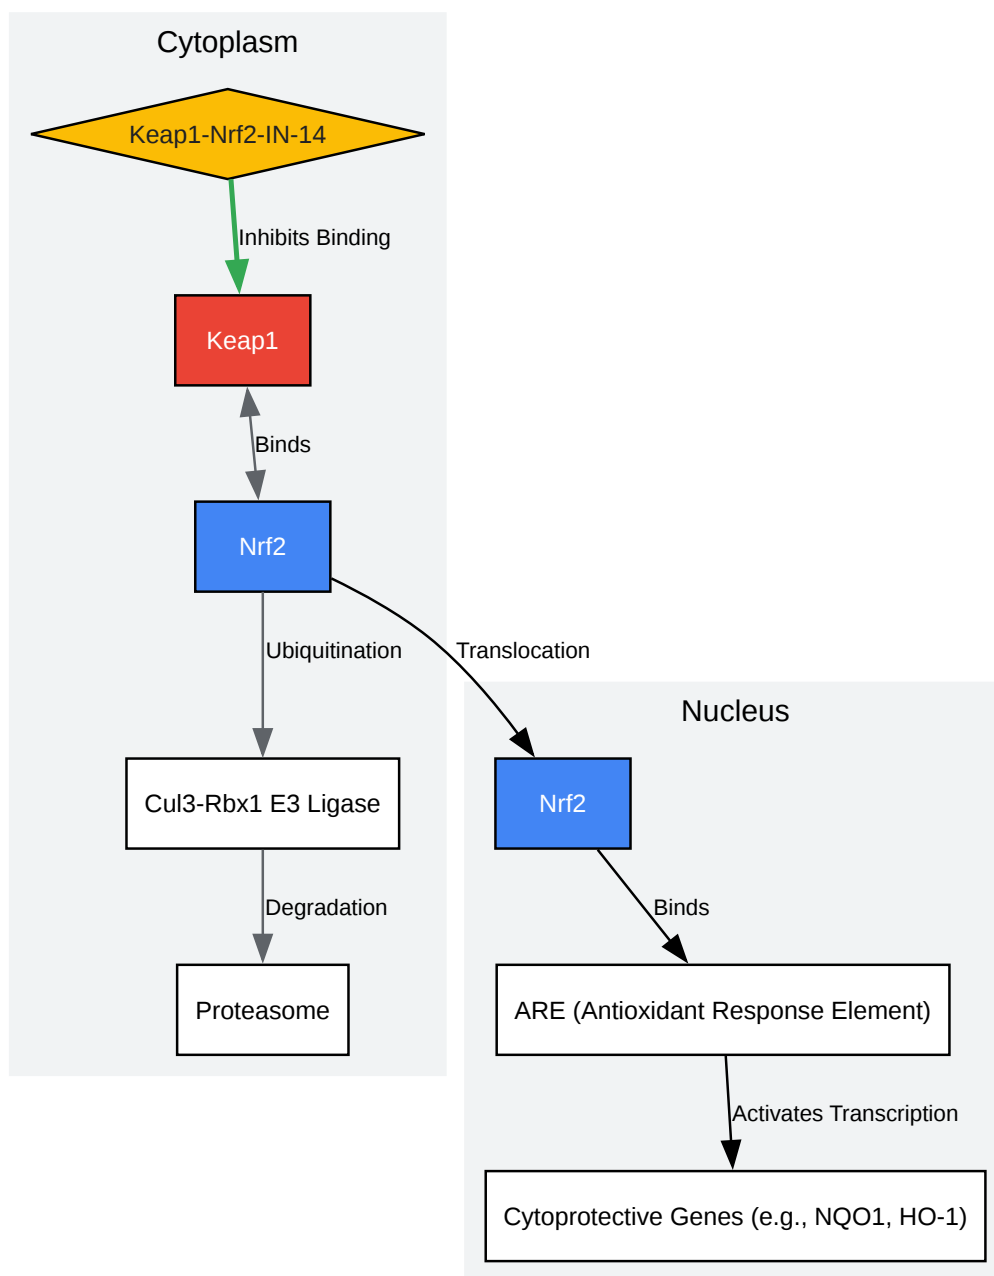 Cytoplasm
Keap1-Nrf2-IN-14
Inhibits Binding
Keap1
Binds
Nrf2
Ubiquitination
Translocation
Nucleus
Cul3-Rbx1 E3 Ligase
Nrf2
Degradation
Binds
Proteasome
ARE (Antioxidant Response Element)
Activates Transcription
Cytoprotective Genes (e.g., NQO1, HO-1)